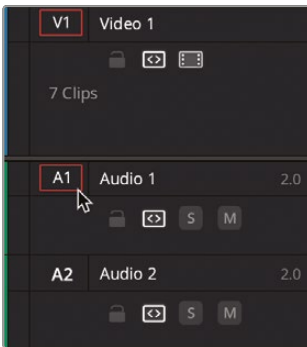 V1 Video 1
7 Clips
A1 Audio 1 2.0
S M
A2 Audio 2 2.0
S M